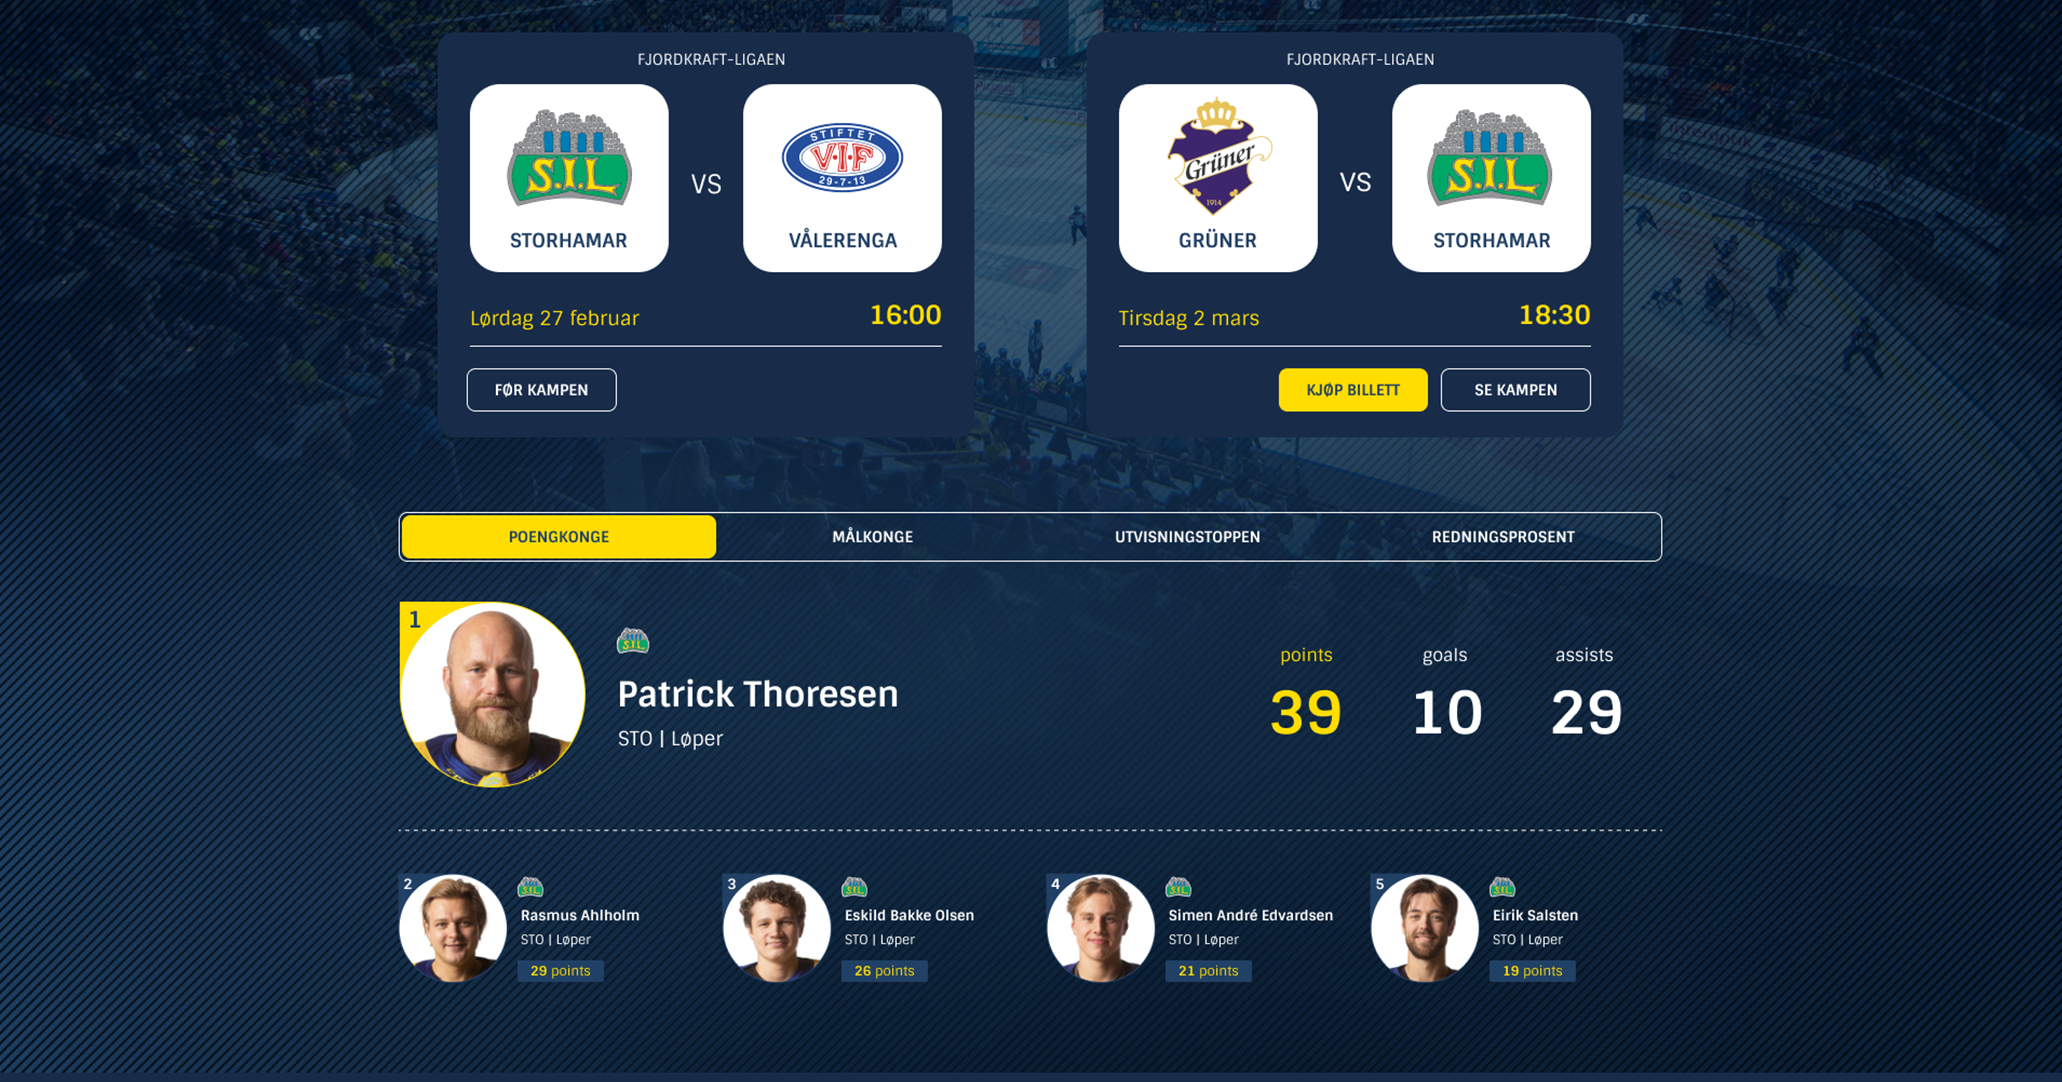 FJORDKRAFT-LIGAEN
S.I.L
STORHAMAR
VS
STIFTET
V·I·F
29-7-13
VÅLERENGA
Lørdag 27 februar
16:00
FØR KAMPEN
FJORDKRAFT-LIGAEN
Grüner
1914
GRÜNER
VS
S.I.L
STORHAMAR
Tirsdag 2 mars
18:30
KJØP BILLETT
SE KAMPEN
POENGKONGE
MÅLKONGE
UTVISNINGSTOPPEN
REDNINGSPROSENT
1
S.I.L
Patrick Thoresen
STO | Løper
points
39
goals
10
assists
29
2
S.I.L
Rasmus Ahlholm
STO | Løper
29 points
3
S.I.L
Eskild Bakke Olsen
STO | Løper
26 points
4
S.I.L
Simen André Edvardsen
STO | Løper
21 points
5
S.I.L
Eirik Salsten
STO | Løper
19 points